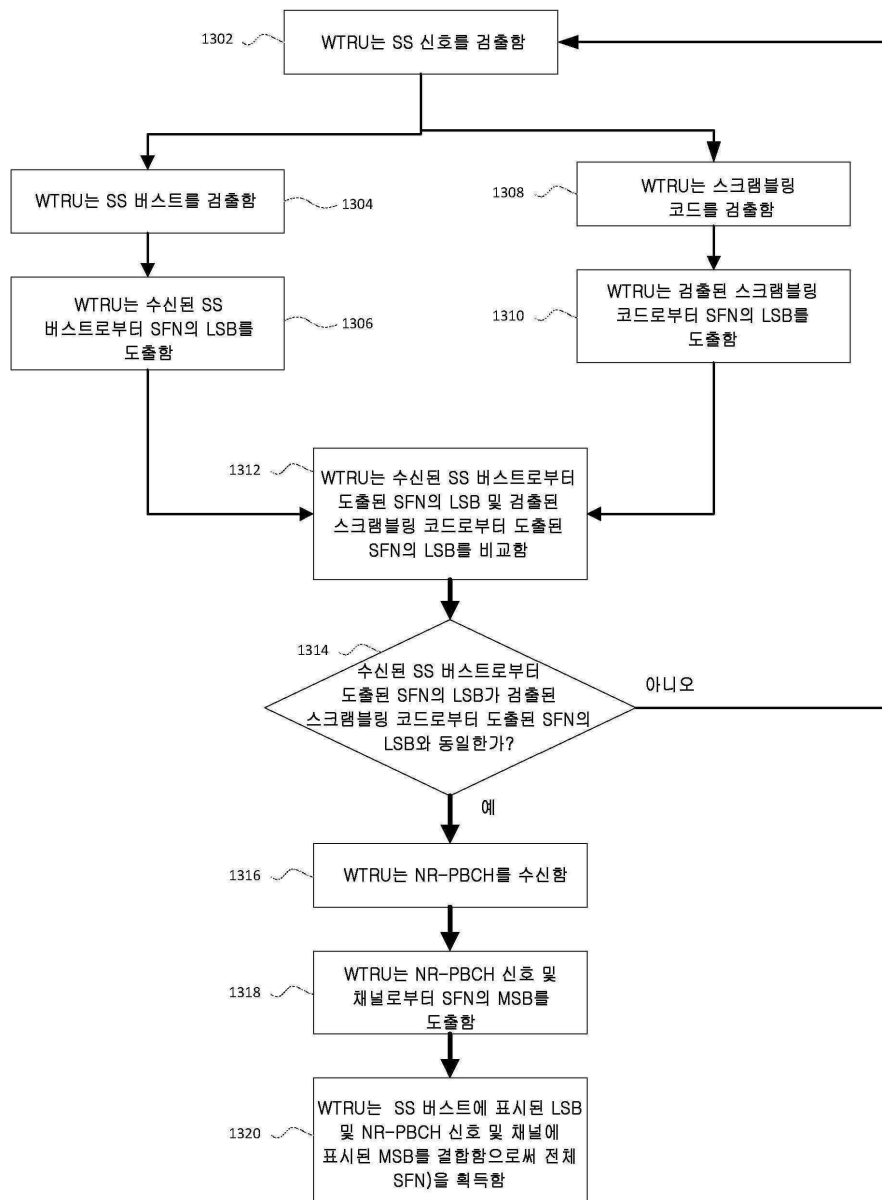 1302
WTRU는 SS 신호를 검출함
WTRU는 SS 버스트를 검출함
1304
1308
WTRU는 스크램블링
코드를 검출함
WTRU는 수신된 SS
버스트로부터 SFN의 LSB를
도출함
1306
1310
WTRU는 검출된 스크램블링
코드로부터 SFN의 LSB를
도출함
1312
WTRU는 수신된 SS 버스트로부터
도출된 SFN의 LSB 및 검출된
스크램블링 코드로부터 도출된
SFN의 LSB를 비교함
1314
수신된 SS 버스트로부터
도출된 SFN의 LSB가 검출된
스크램블링 코드로부터 도출된 SFN의
LSB와 동일한가?
아니오
예
1316
WTRU는 NR-PBCH를 수신함
1318
WTRU는 NR-PBCH 신호 및
채널로부터 SFN의 MSB를
도출함
1320
WTRU는 SS 버스트에 표시된 LSB
및 NR-PBCH 신호 및 채널에
표시된 MSB를 결합함으로써 전체
SFN)을 획득함